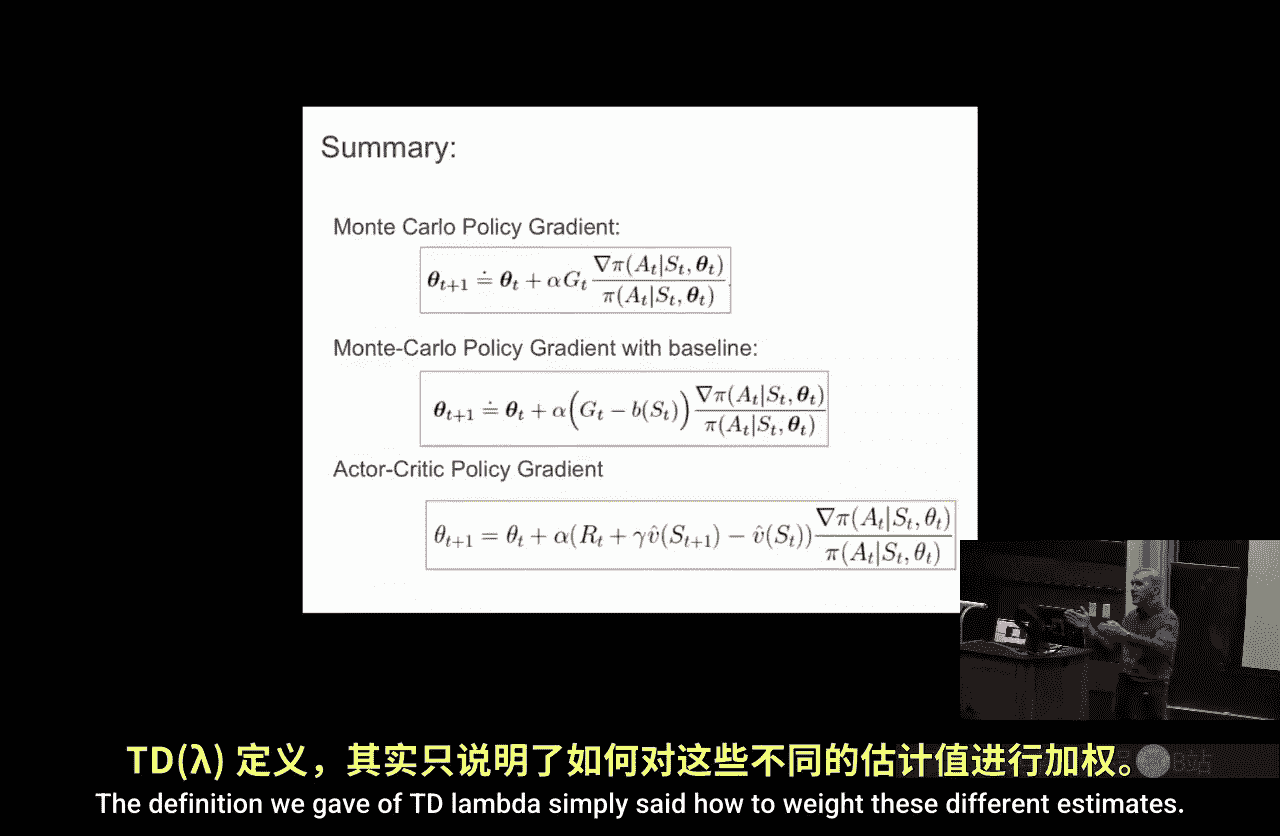 Summary:
Monte Carlo Policy Gradient:
θ_{t+1} ≐ θ_t + αG_t ∇π(A_t|S_t, θ_t) / π(A_t|S_t, θ_t).
Monte-Carlo Policy Gradient with baseline:
θ_{t+1} ≐ θ_t + α(G_t − b(S_t)) ∇π(A_t|S_t, θ_t) / π(A_t|S_t, θ_t)
Actor-Critic Policy Gradient
θ_{t+1} = θ_t + α(R_t + γv̂(S_{t+1}) − v̂(S_t)) ∇π(A_t|S_t, θ_t) / π(A_t|S_t, θ_t)
TD(λ) 定义，其实只说明了如何对这些不同的估计值进行加权。
B站
The definition we gave of TD lambda simply said how to weight these different estimates.